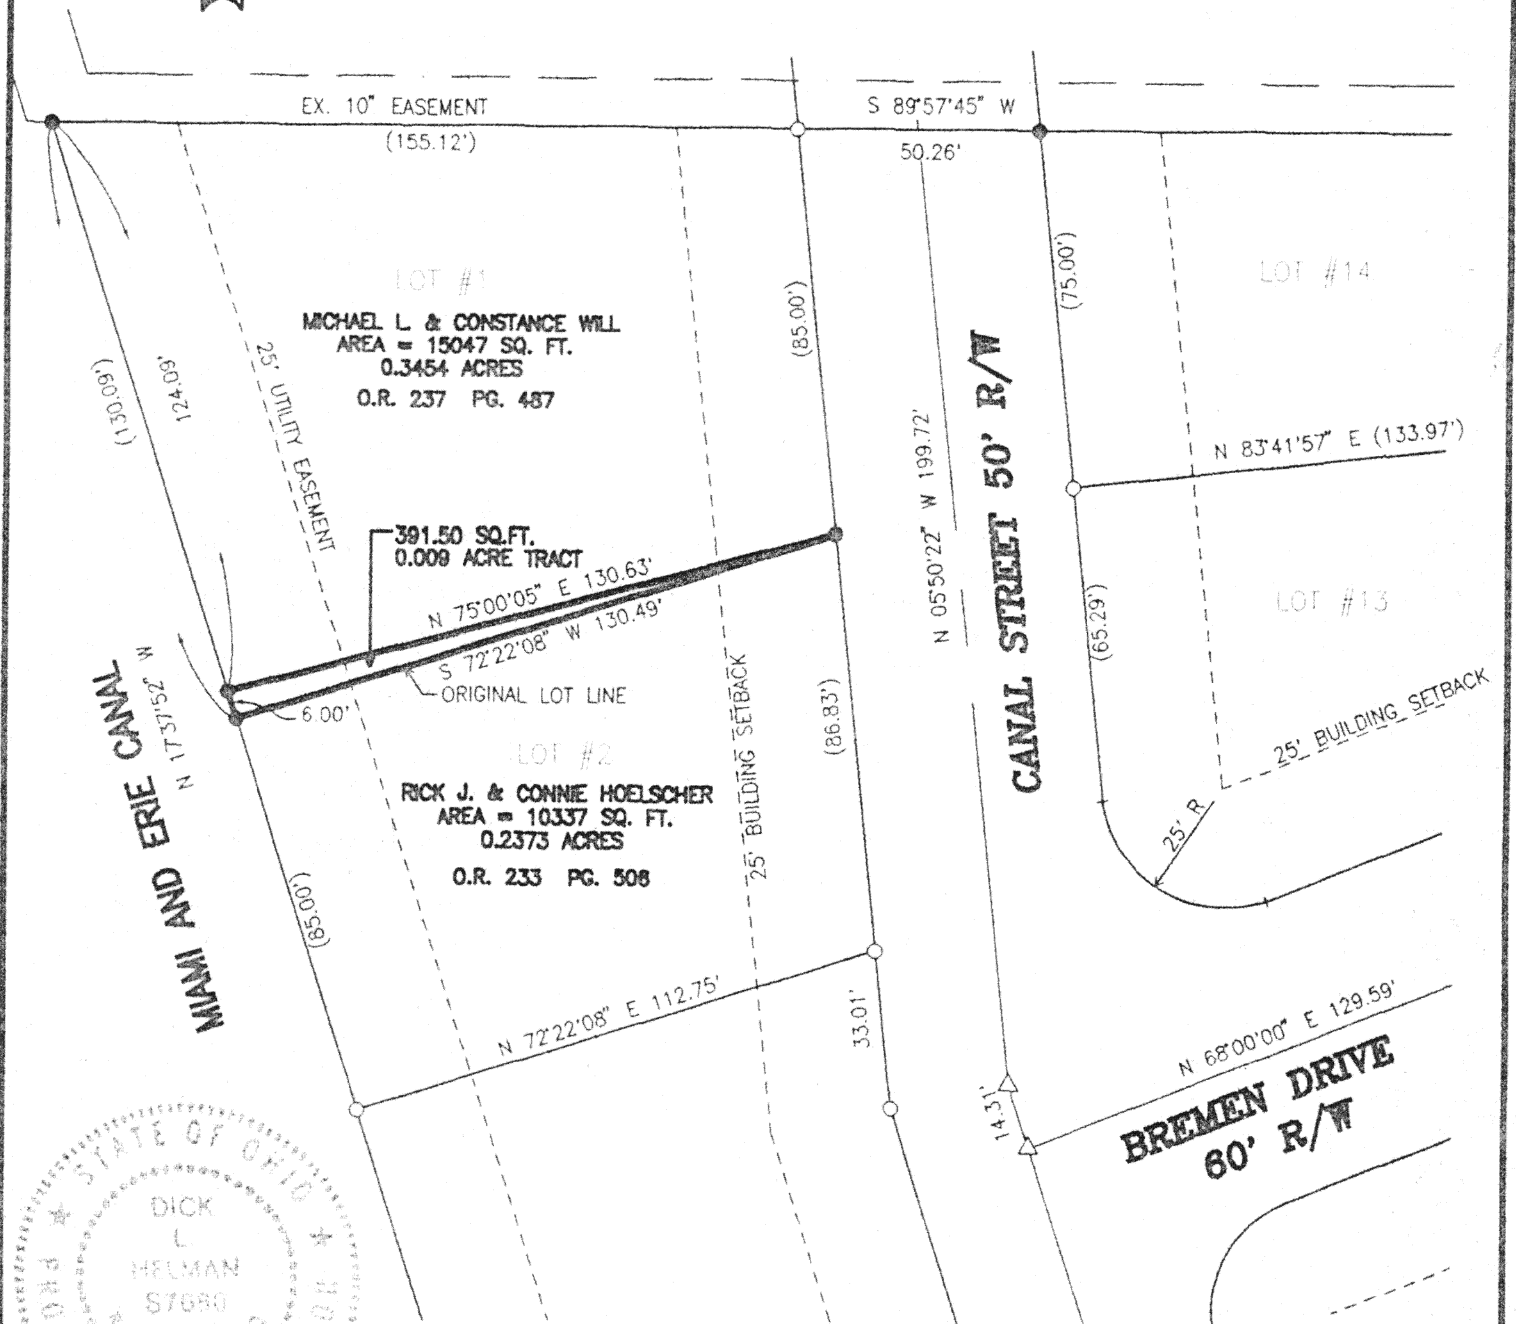 EX. 10" EASEMENT
(155.12')
S 89°57'45" W
50.26'
LOT #1
MICHAEL L. & CONSTANCE WILL
AREA = 15047 SQ. FT.
0.3454 ACRES
O.R. 237 PG. 487
(85.00')
(75.00')
LOT #14
(130.09')
124.09'
25' UTILITY EASEMENT
N 05°50'22" W 199.72'
CANAL STREET 50' R/W
N 83°41'57" E (133.97')
391.50 SQ.FT.
0.009 ACRE TRACT
N 75°00'05" E 130.63'
S 72°22'08" W 130.49'
ORIGINAL LOT LINE
6.00'
(65.29')
LOT #13
MIAMI AND ERIE CANAL
N 17°37'52" W
LOT #2
RICK J. & CONNIE HOELSCHER
AREA = 10337 SQ. FT.
0.2373 ACRES
O.R. 233 PG. 506
25' BUILDING SETBACK
(86.83')
25' BUILDING SETBACK
25' R
(85.00')
N 72°22'08" E 112.75'
33.01'
14.31'
N 68°00'00" E 129.59'
BREMEN DRIVE
60' R/W
STATE OF OHIO
DICK
L.
HELMAN
S7660